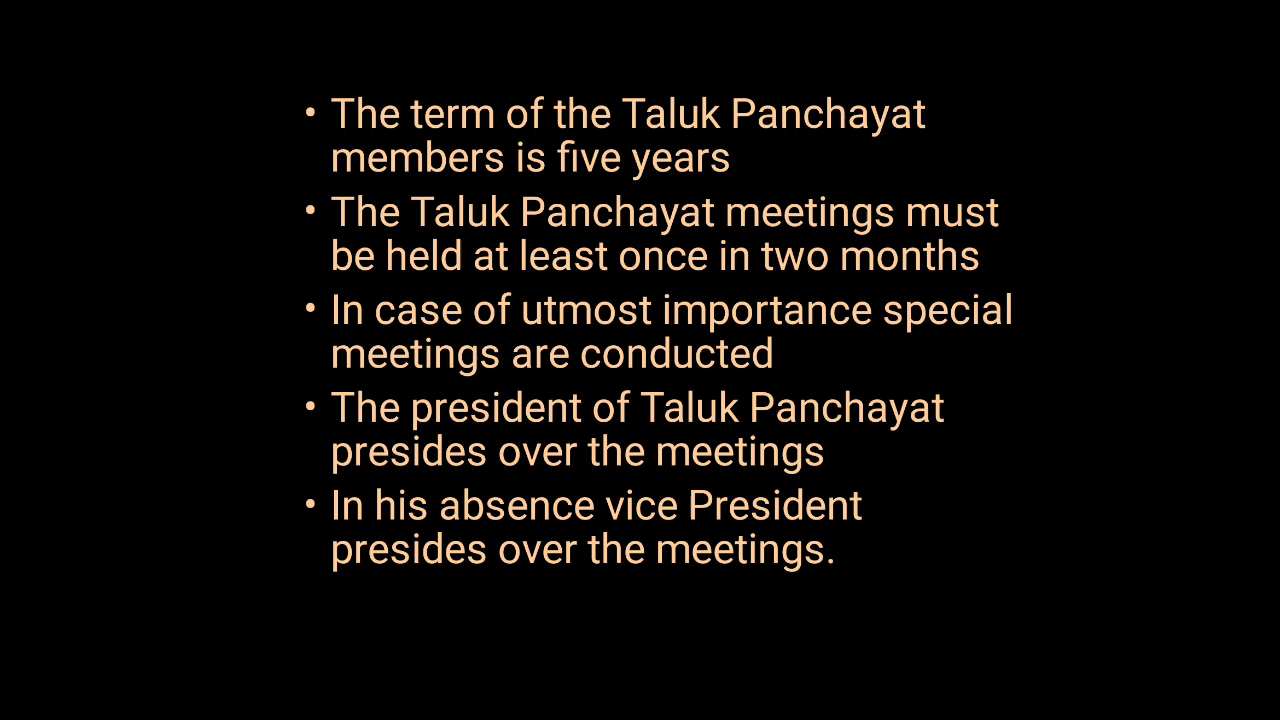 • The term of the Taluk Panchayat
members is five years
• The Taluk Panchayat meetings must
be held at least once in two months
• In case of utmost importance special
meetings are conducted
• The president of Taluk Panchayat
presides over the meetings
• In his absence vice President
presides over the meetings.